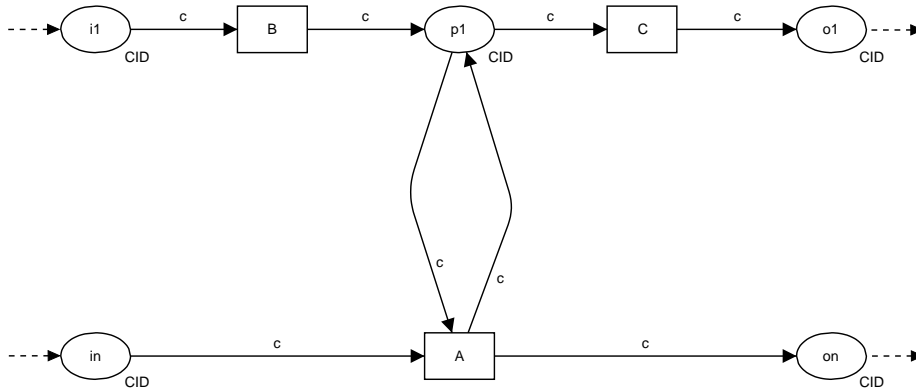 c c c c
i1 B p1 C o1
CID CID CID
c c
c c
in A on
CID CID